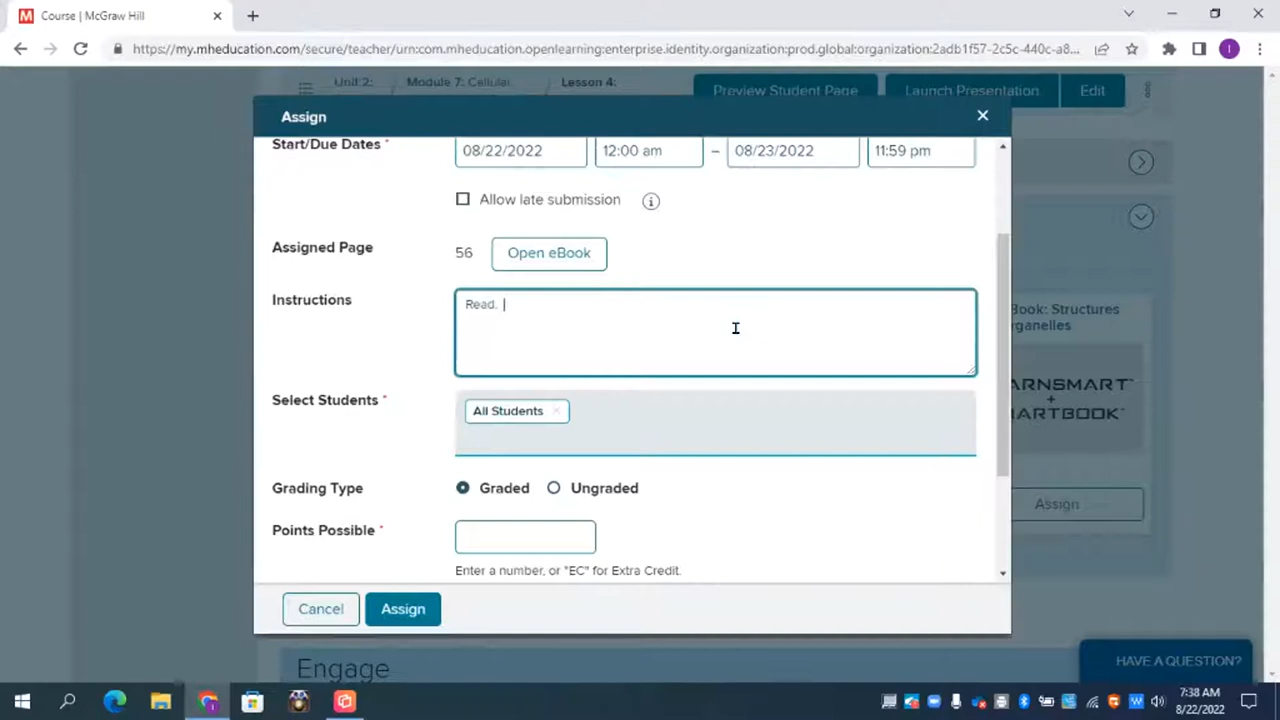 Course | McGraw Hill
https://my.mheducation.com/secure/teacher/urn:com.mheducation.openlearning:enterprise.identity.organization:prod.global:organization:2adb1f57-2c5c-440c-a8...
I
Unit 2: / Module 7: Cellular / Lesson 4:
Preview Student Page
Launch Presentation
Edit
Assign
Start/Due Dates *
08/22/2022
12:00 am
–
08/23/2022
11:59 pm
Allow late submission
Assigned Page
56
Open eBook
Instructions
Read.
Book: Structures
rganelles
ARNSMART
+
MARTBOOK
Select Students *
All Students
Grading Type
Graded
Ungraded
Assign
Points Possible *
Enter a number, or "EC" for Extra Credit.
Cancel
Assign
Engage
HAVE A QUESTION?
7:38 AM
8/22/2022